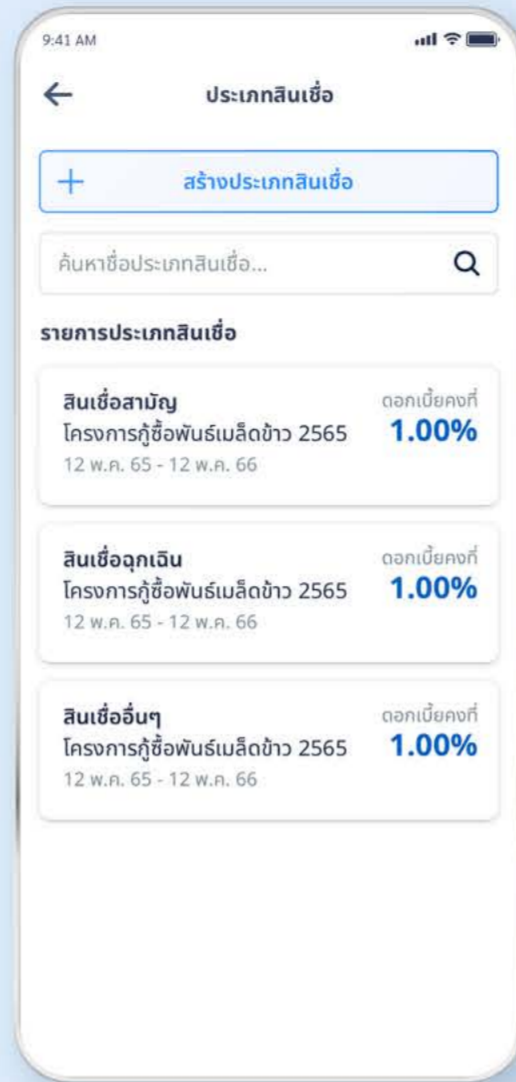 9:41 AM
ประเภทสินเชื่อ
สร้างประเภทสินเชื่อ
ค้นหาชื่อประเภทสินเชื่อ...
รายการประเภทสินเชื่อ
สินเชื่อสามัญ
ดอกเบี้ยคงที่
โครงการกู้ซื้อพันธ์เมล็ดข้าว 2565
1.00%
12 พ.ค. 65 - 12 พ.ค. 66
สินเชื่อฉุกเฉิน
ดอกเบี้ยคงที่
โครงการกู้ซื้อพันธ์เมล็ดข้าว 2565
1.00%
12 พ.ค. 65 - 12 พ.ค. 66
สินเชื่ออื่นๆ
ดอกเบี้ยคงที่
โครงการกู้ซื้อพันธ์เมล็ดข้าว 2565
1.00%
12 พ.ค. 65 - 12 พ.ค. 66